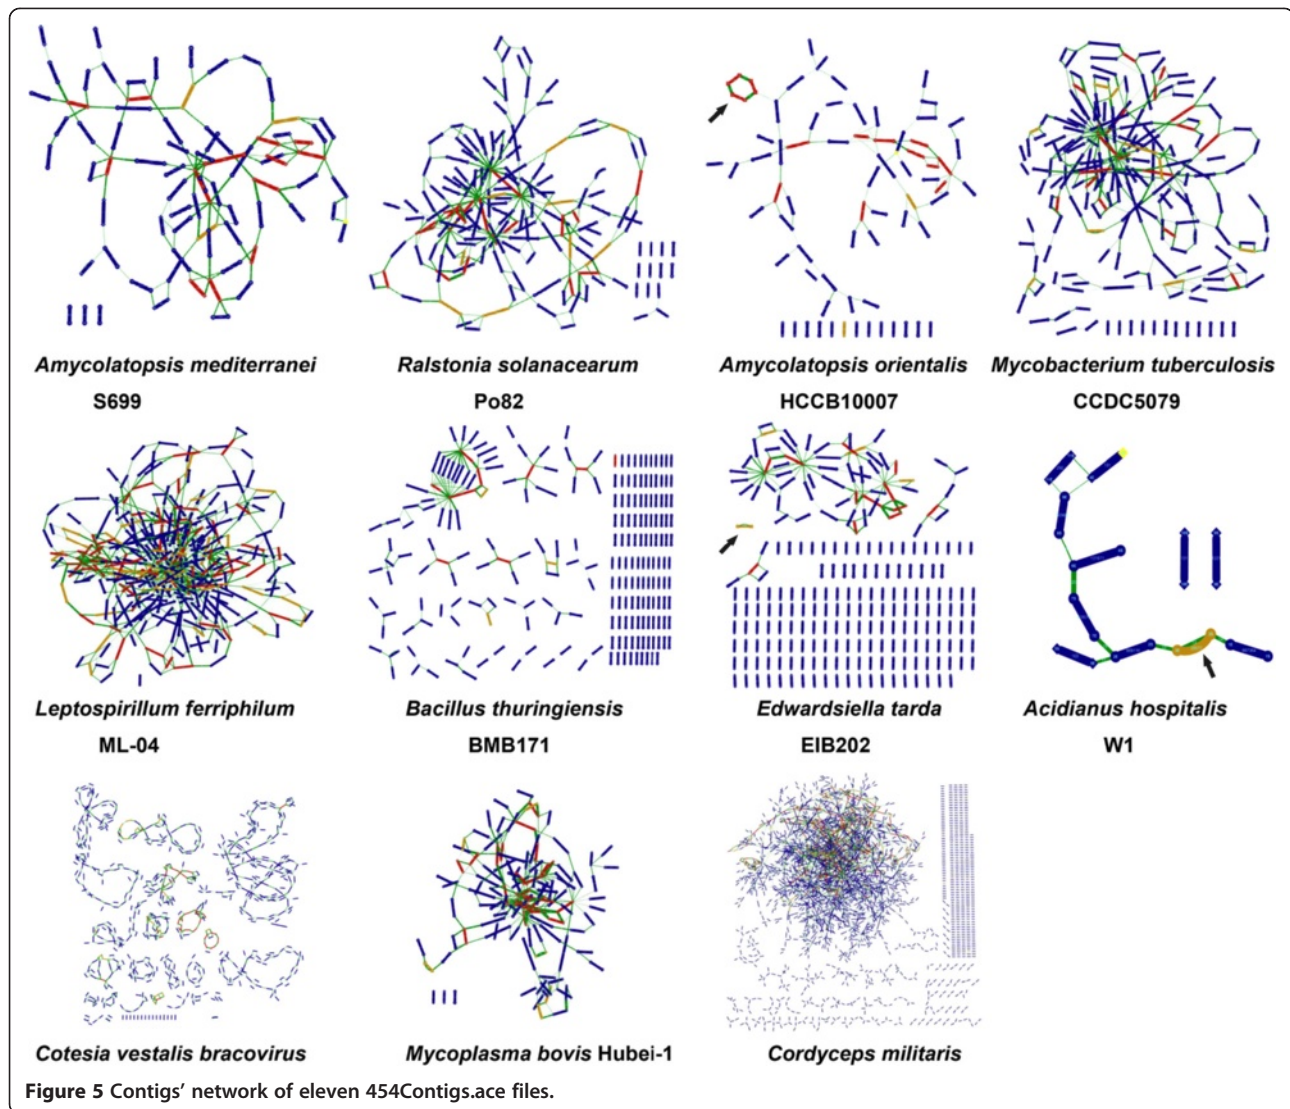 Amycolatopsis mediterranei
S699
Ralstonia solanacearum
Po82
Amycolatopsis orientalis
HCCB10007
Mycobacterium tuberculosis
CCDC5079
Leptospirillum ferriphilum
ML-04
Bacillus thuringiensis
BMB171
Edwardsiella tarda
EIB202
Acidianus hospitalis
W1
Cotesia vestalis bracovirus
Mycoplasma bovis Hubei-1
Cordyceps militaris
Figure 5 Contigs’ network of eleven 454Contigs.ace files.